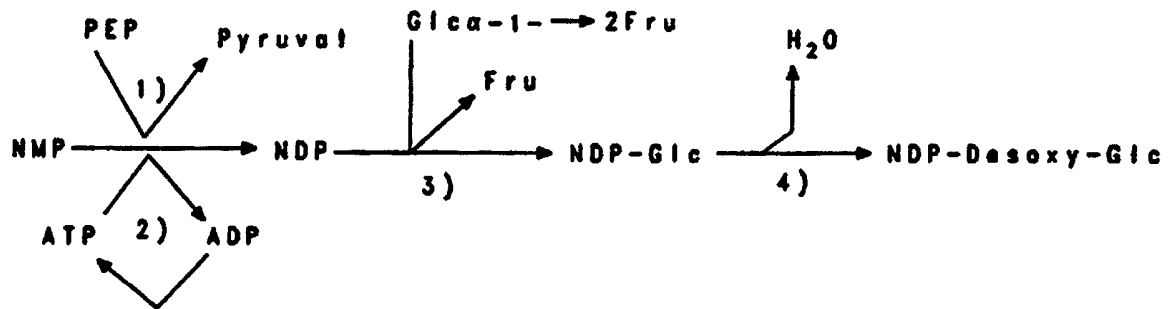 PEP
Pyruvat
Glcα-1-→2Fru
H₂O
1)
Fru
NMP
NDP
NDP-Glc
NDP-Desoxy-Glc
3)
4)
ATP
2)
ADP